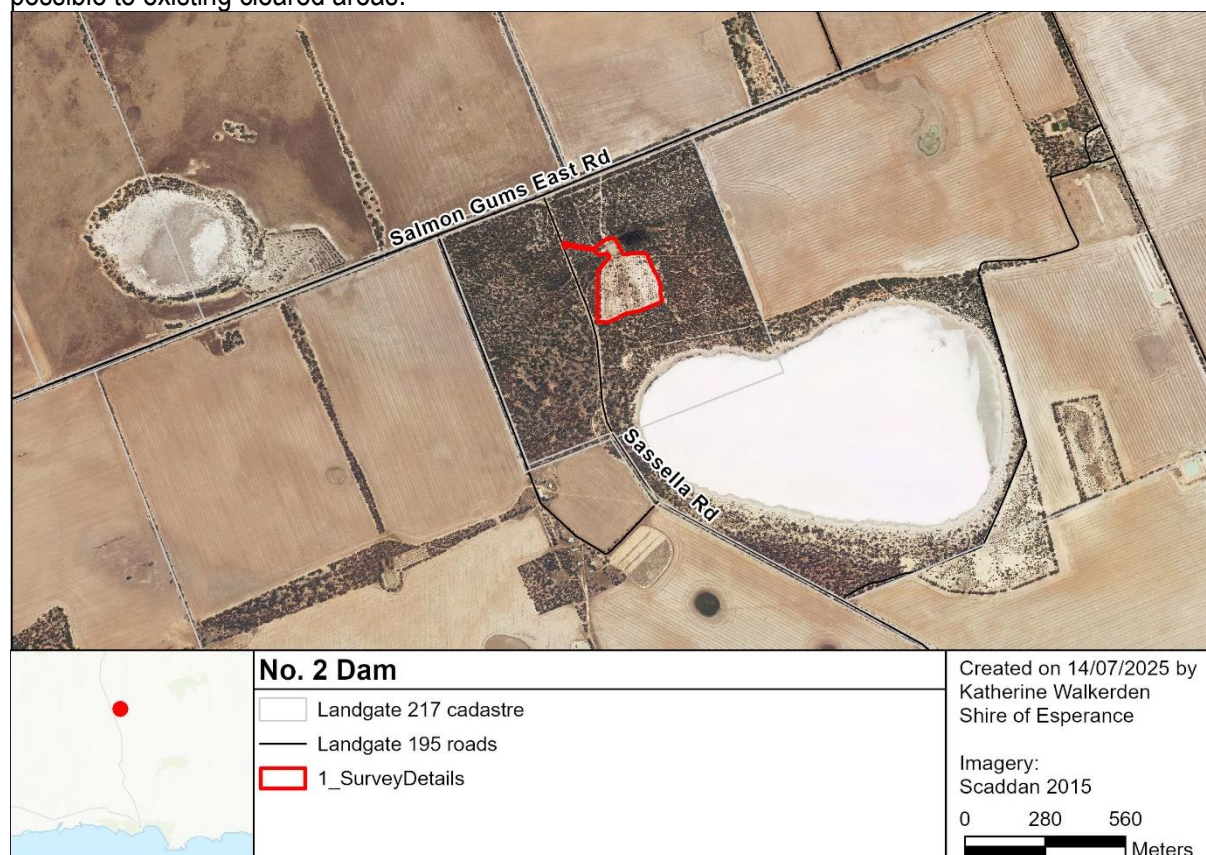 possible to existing cleared areas.
Salmon Gums East Rd
Sassella Rd
No. 2 Dam
Landgate 217 cadastre
Landgate 195 roads
1_SurveyDetails
Created on 14/07/2025 by
Katherine Walkerden
Shire of Esperance
Imagery:
Scaddan 2015
0 280 560
Meters